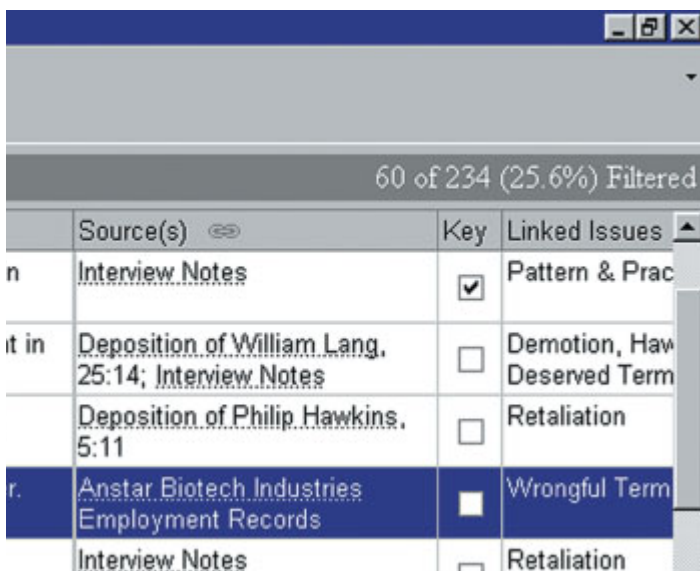 60 of 234 (25.6%) Filtered
Source(s) Key Linked Issues
n Interview Notes Pattern & Prac
t in Deposition of William Lang, Demotion, Haw
25:14; Interview Notes Deserved Term
Deposition of Philip Hawkins, Retaliation
5:11
r. Anstar Biotech Industries Wrongful Term
Employment Records
Interview Notes Retaliation